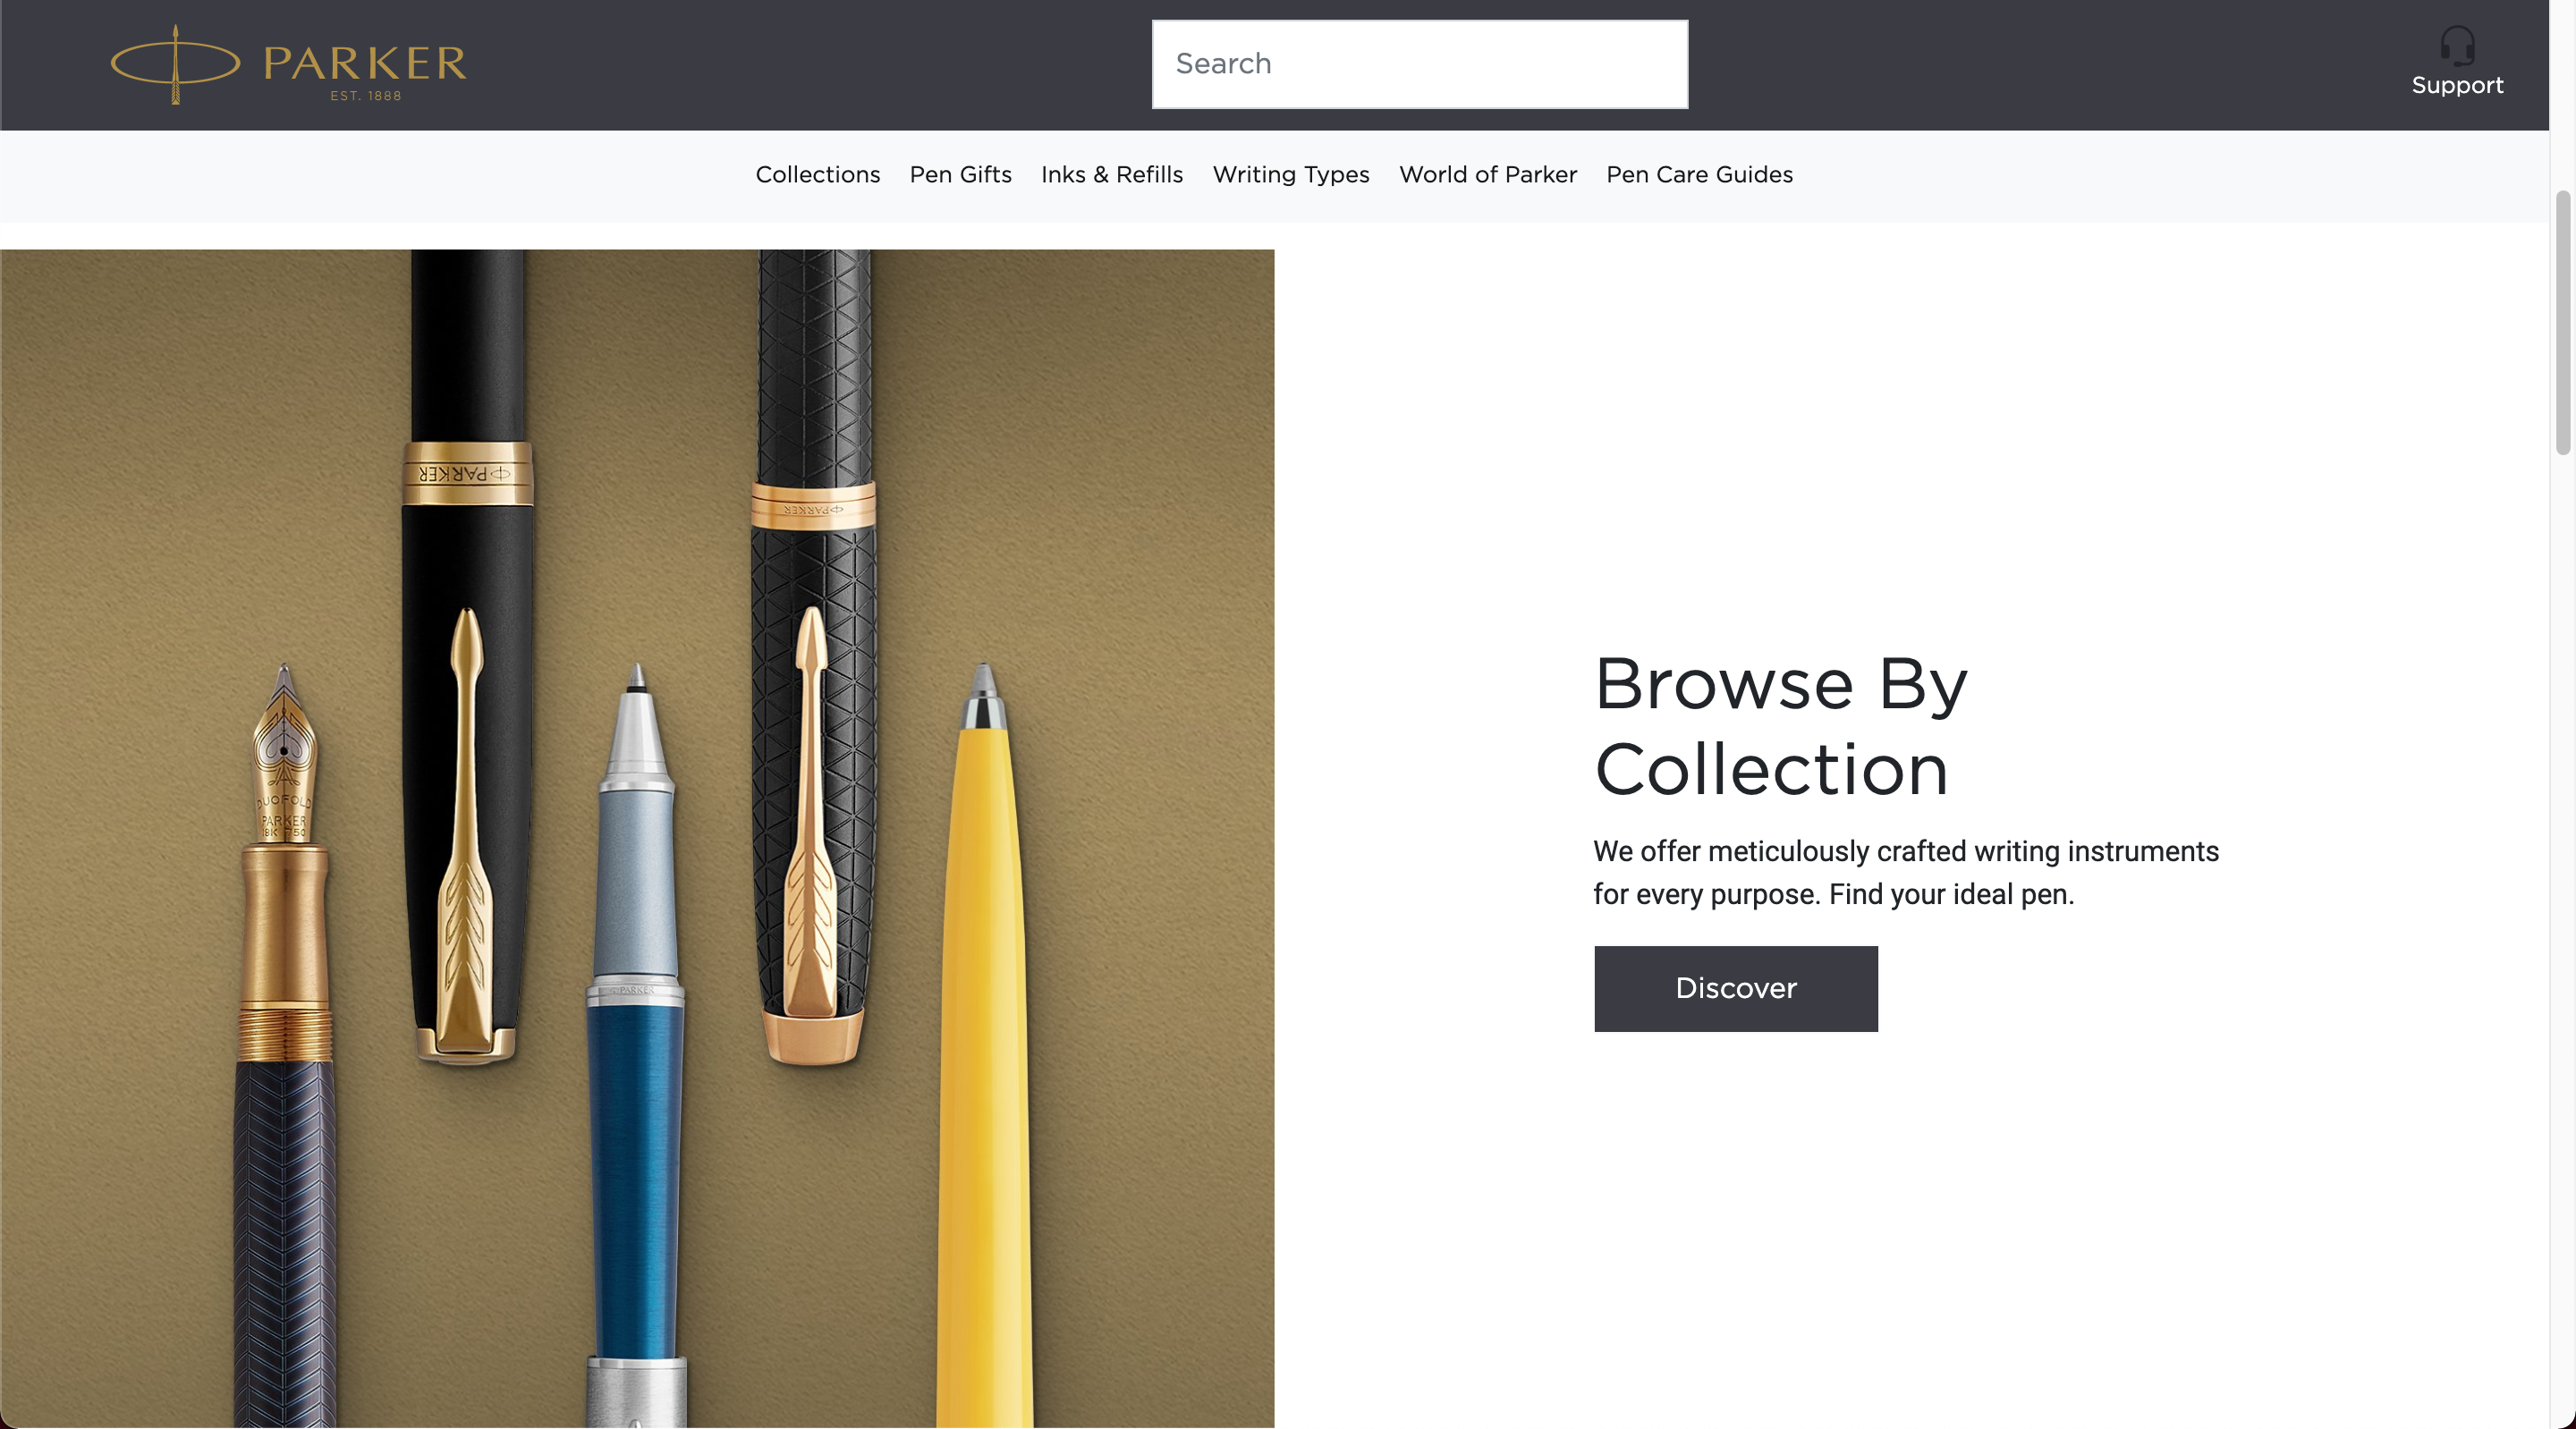 PARKER
EST. 1888
Search
Support
Collections
Pen Gifts
Inks & Refills
Writing Types
World of Parker
Pen Care Guides
PARKER
PARKER
DUOFOLD
PARKER
18K 750
PARKER
Browse By
Collection
We offer meticulously crafted writing instruments
for every purpose. Find your ideal pen.
Discover